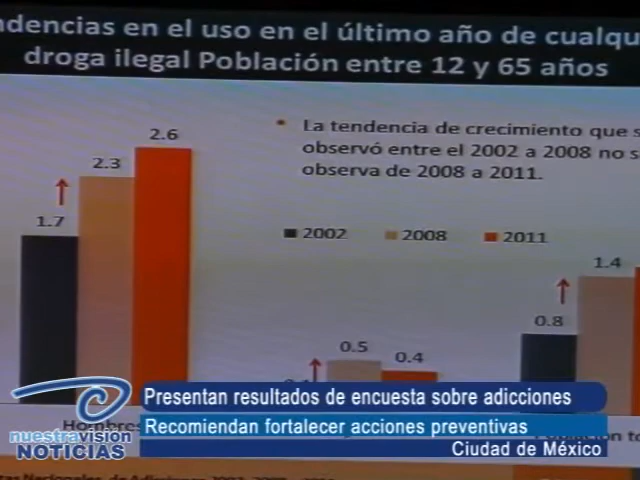 ndencias en el uso en el último año de cualqu
droga ilegal Población entre 12 y 65 años
La tendencia de crecimiento que s
observó entre el 2002 a 2008 no s
observa de 2008 a 2011.
2002 2008 2011
1.7 2.3 2.6
0.5 0.4
0.8 1.4
Hombres
Presentan resultados de encuesta sobre adicciones
Recomiendan fortalecer acciones preventivas
Ciudad de México
nuestravisión
NOTICIAS